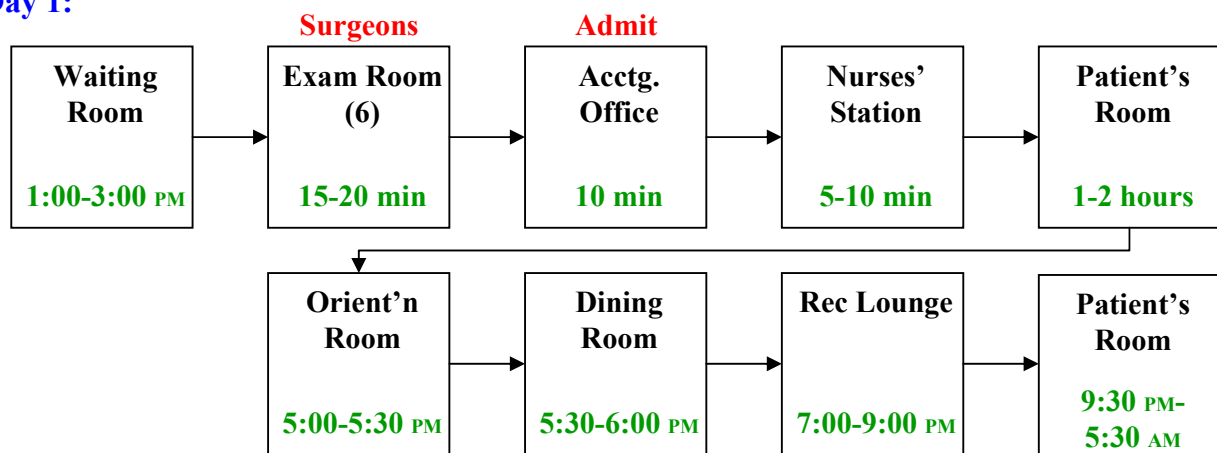 Day 1:
Surgeons
Admit
Waiting
Room
1:00-3:00 PM
Exam Room
(6)
15-20 min
Acctg.
Office
10 min
Nurses’
Station
5-10 min
Patient’s
Room
1-2 hours
Orient’n
Room
5:00-5:30 PM
Dining
Room
5:30-6:00 PM
Rec Lounge
7:00-9:00 PM
Patient’s
Room
9:30 PM-
5:30 AM